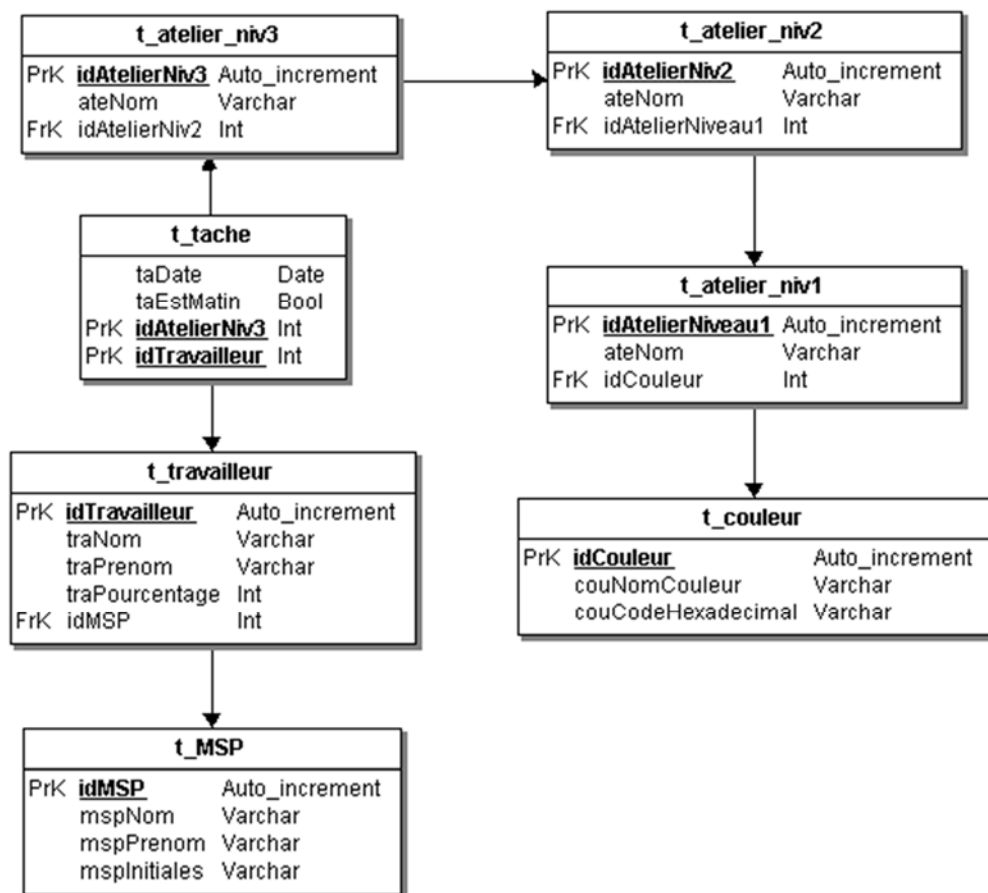 t_atelier_niv3
PrK idAtelierNiv3 Auto_increment
ateNom Varchar
FrK idAtelierNiv2 Int
t_atelier_niv2
PrK idAtelierNiv2 Auto_increment
ateNom Varchar
FrK idAtelierNiveau1 Int
t_tache
taDate Date
taEstMatin Bool
PrK idAtelierNiv3 Int
PrK idTravailleur Int
t_atelier_niv1
PrK idAtelierNiveau1 Auto_increment
ateNom Varchar
FrK idCouleur Int
t_travailleur
PrK idTravailleur Auto_increment
traNom Varchar
traPrenom Varchar
traPourcentage Int
FrK idMSP Int
t_couleur
PrK idCouleur Auto_increment
couNomCouleur Varchar
couCodeHexadecimal Varchar
t_MSP
PrK idMSP Auto_increment
mspNom Varchar
mspPrenom Varchar
mspInitiales Varchar